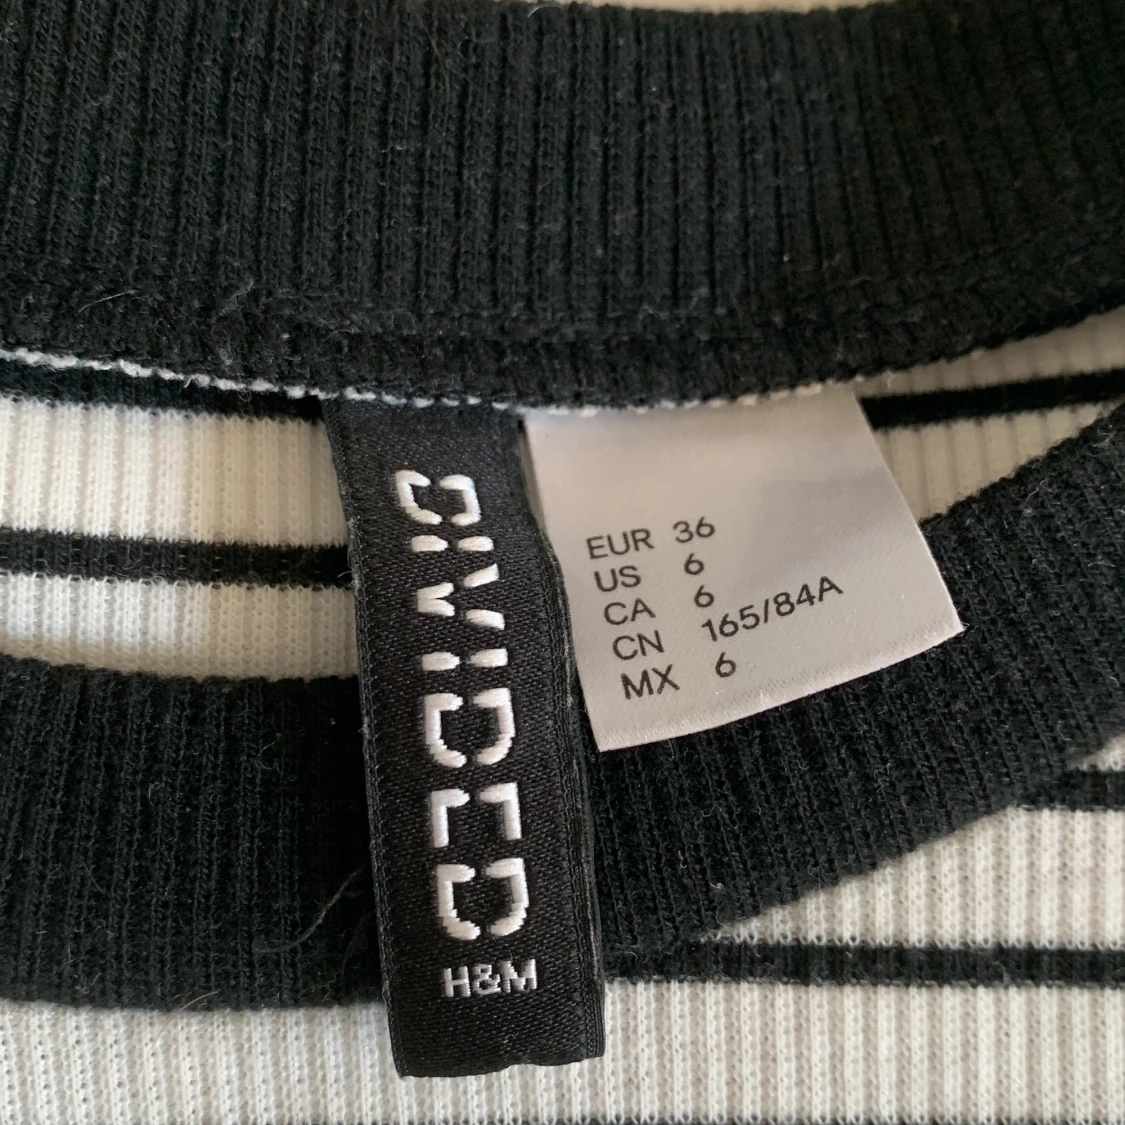 DIVIDED
H&M
EUR 36
US 6
CA 6
CN 165/84A
MX 6